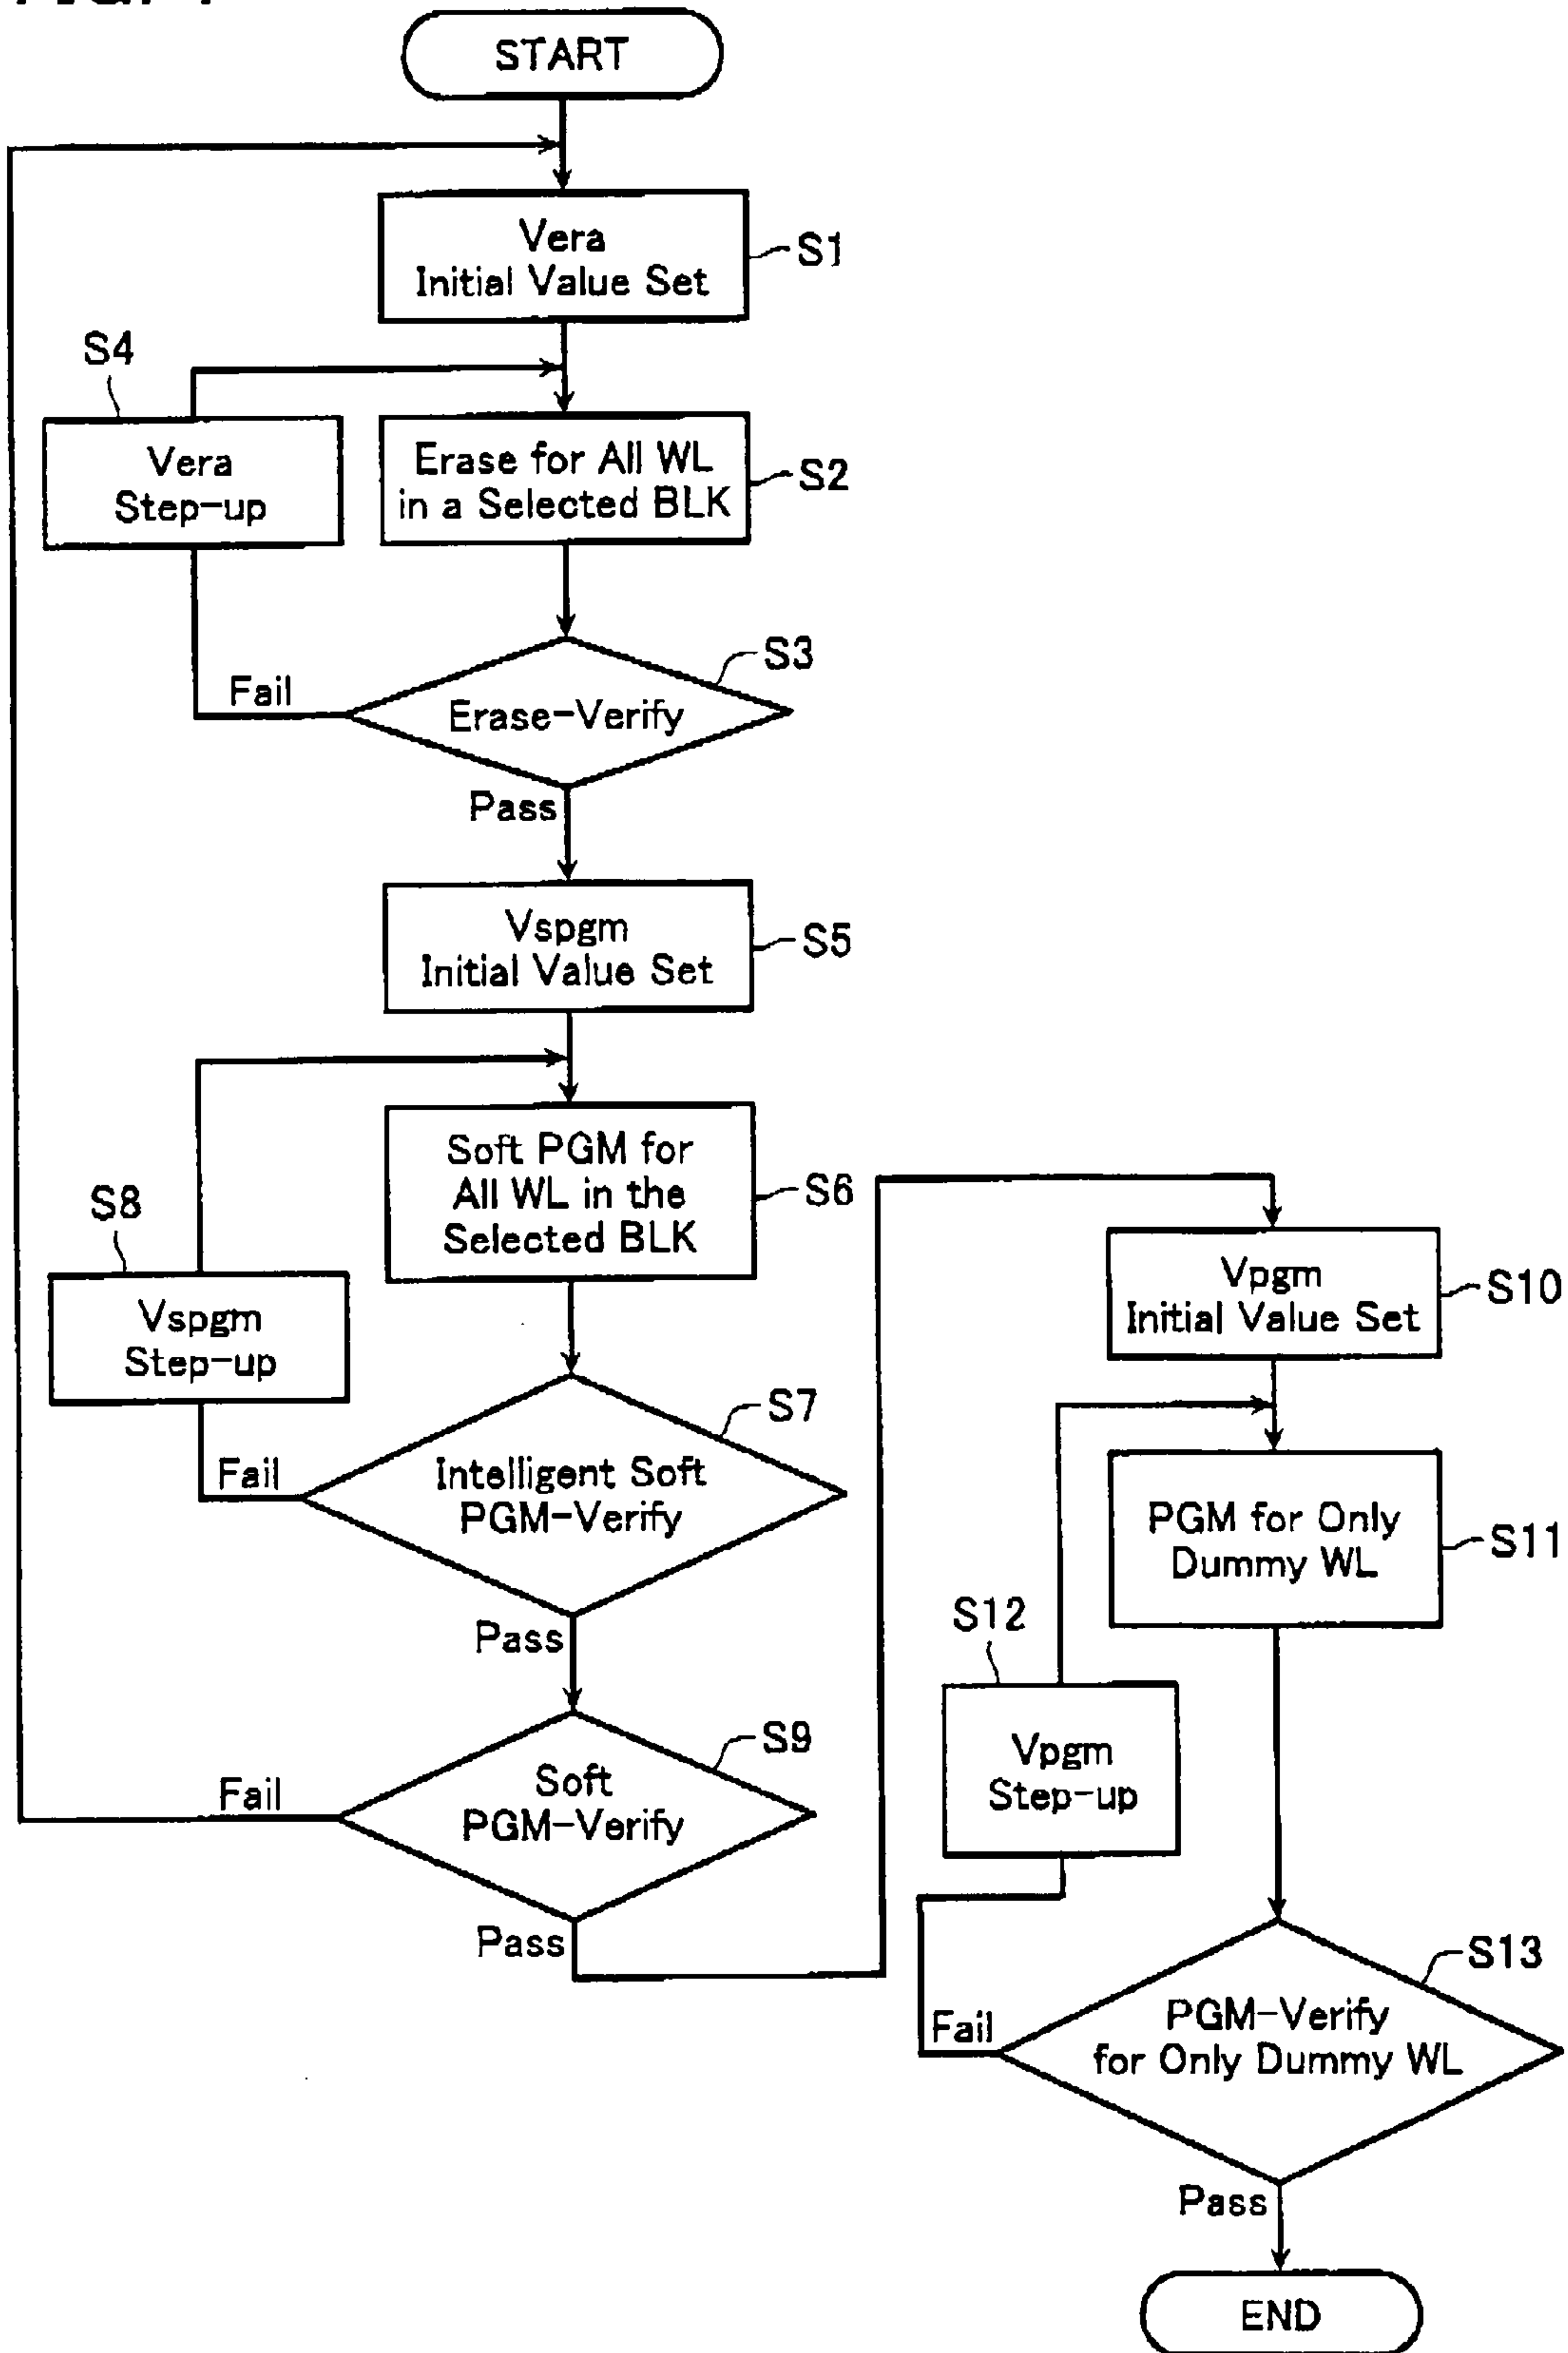 START
Vera
Initial Value Set
S1
S4
Vera
Step-up
Erase for All WL
in a Selected BLK
S2
S3
Fail
Erase-Verify
Pass
Vspgm
Initial Value Set
S5
Soft PGM for
All WL in the
Selected BLK
S6
S8
Vspgm
Step-up
S7
Fail
Intelligent Soft
PGM-Verify
Pass
S9
Fail
Soft
PGM-Verify
Pass
Vpgm
Initial Value Set
S10
PGM for Only
Dummy WL
S11
S12
Vpgm
Step-up
S13
Fail
PGM-Verify
for Only Dummy WL
Pass
END